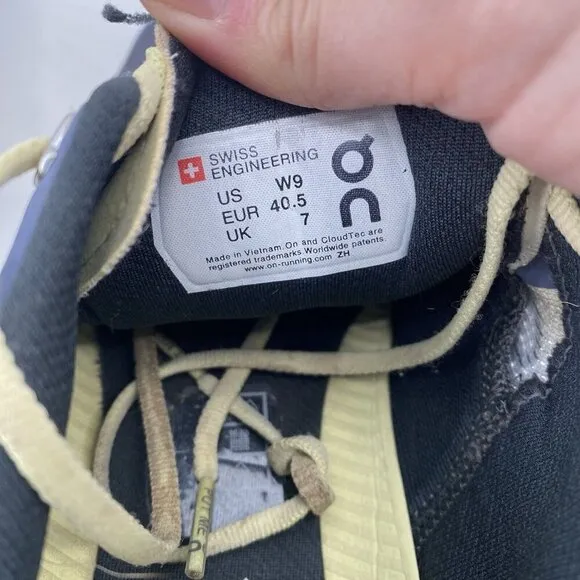 SWISS
ENGINEERING
On
US W9
EUR 40.5
UK 7
Made in Vietnam.On and CloudTec are
registered trademarks Worldwide patents.
www.on-running.com ZH